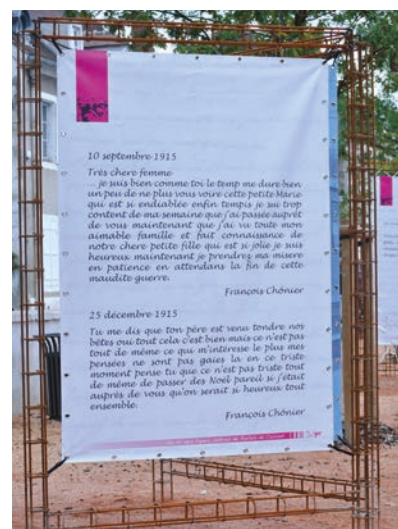 10 septembre 1915
Très chere femme
... je suis bien comme toi le temp me dure bien
un peu de ne plus vous voire cette petite Marie
qui est si endiablée enfin tempis je sui trop
content de ma semaine que j'ai passée auprêt
de vous maintenant que j'ai vu toute mon
aimable famille et fait connaisance de
notre chere petite fille qui est si jolie je suis
heureux maintenant je prendrez ma misere
en patience en attendans la fin de cette
maudite guerre.
François Chônier
25 décembre 1915
Tu me dis que ton père est venu tondre nos
bêtes oui tout cela c'est bien mais ce n'est pas
tout de même ce qui m'interesse le plus mes
pensées ne sont pas gaies la en ce triste
moment pense tu que ce n'est pas triste tout
de même de passer des Noël pareil si j'etait
auprès de vous qu'on serait si heureux tout
ensemble.
François Chônier